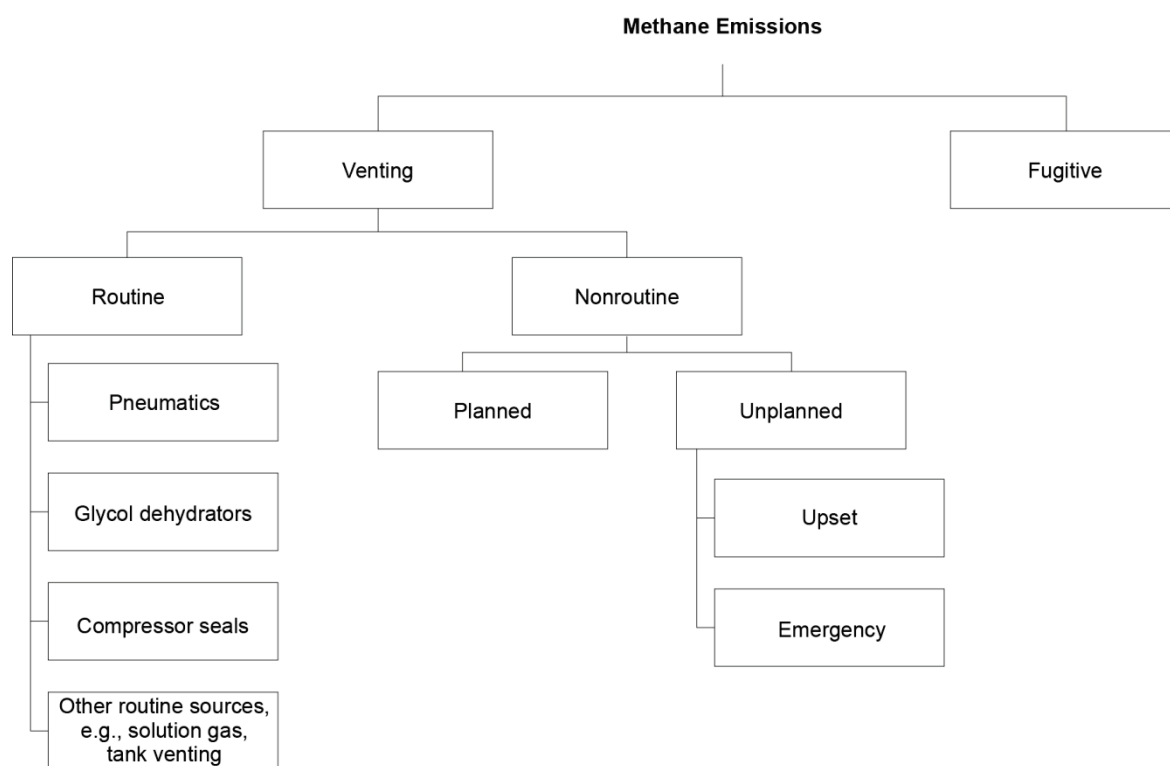 Methane Emissions
Venting
Fugitive
Routine
Nonroutine
Pneumatics
Planned
Unplanned
Glycol dehydrators
Upset
Compressor seals
Emergency
Other routine sources,
e.g., solution gas,
tank venting